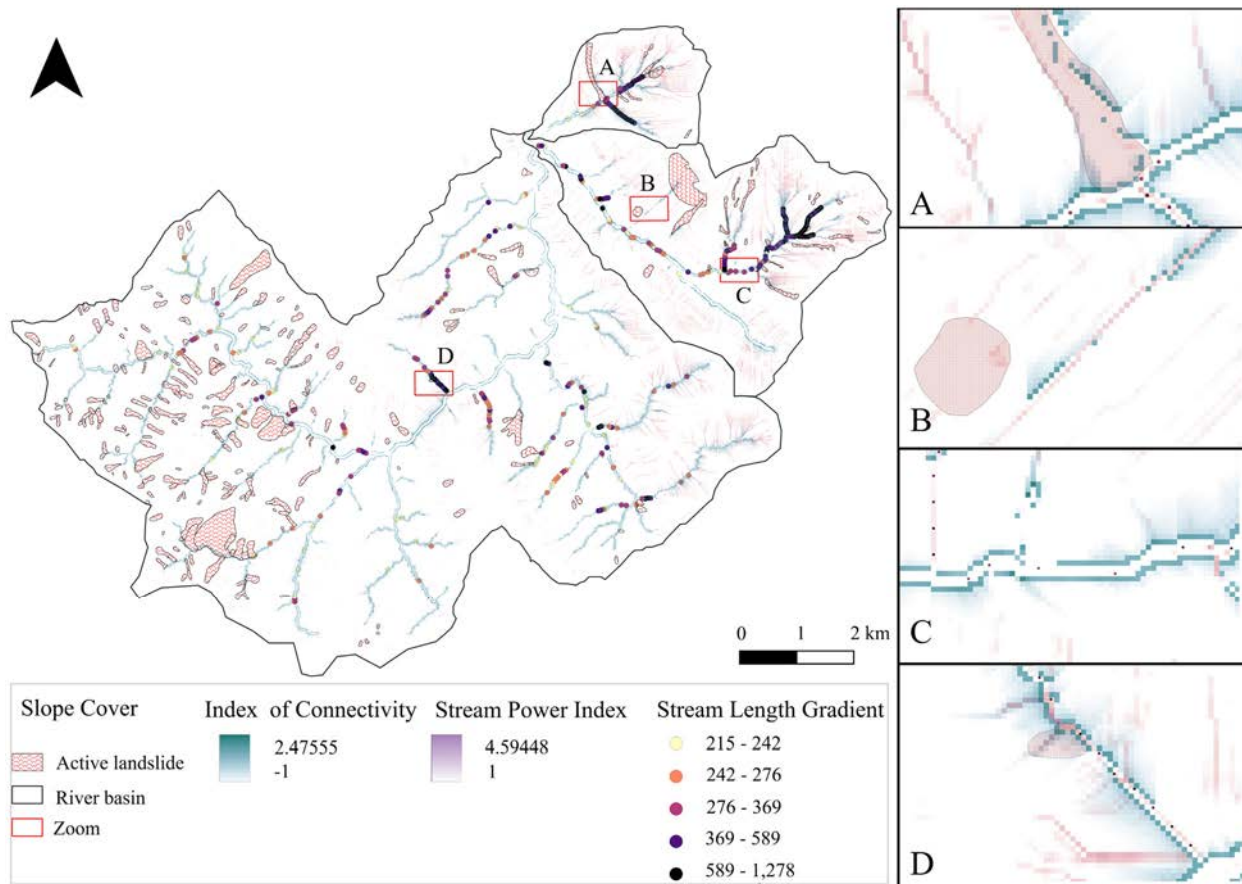 A
B
C
D
A
B
C
D
0 1 2 km
Slope Cover
Active landslide
River basin
Zoom
Index of Connectivity
2.47555
-1
Stream Power Index
4.59448
1
Stream Length Gradient
215 - 242
242 - 276
276 - 369
369 - 589
589 - 1,278